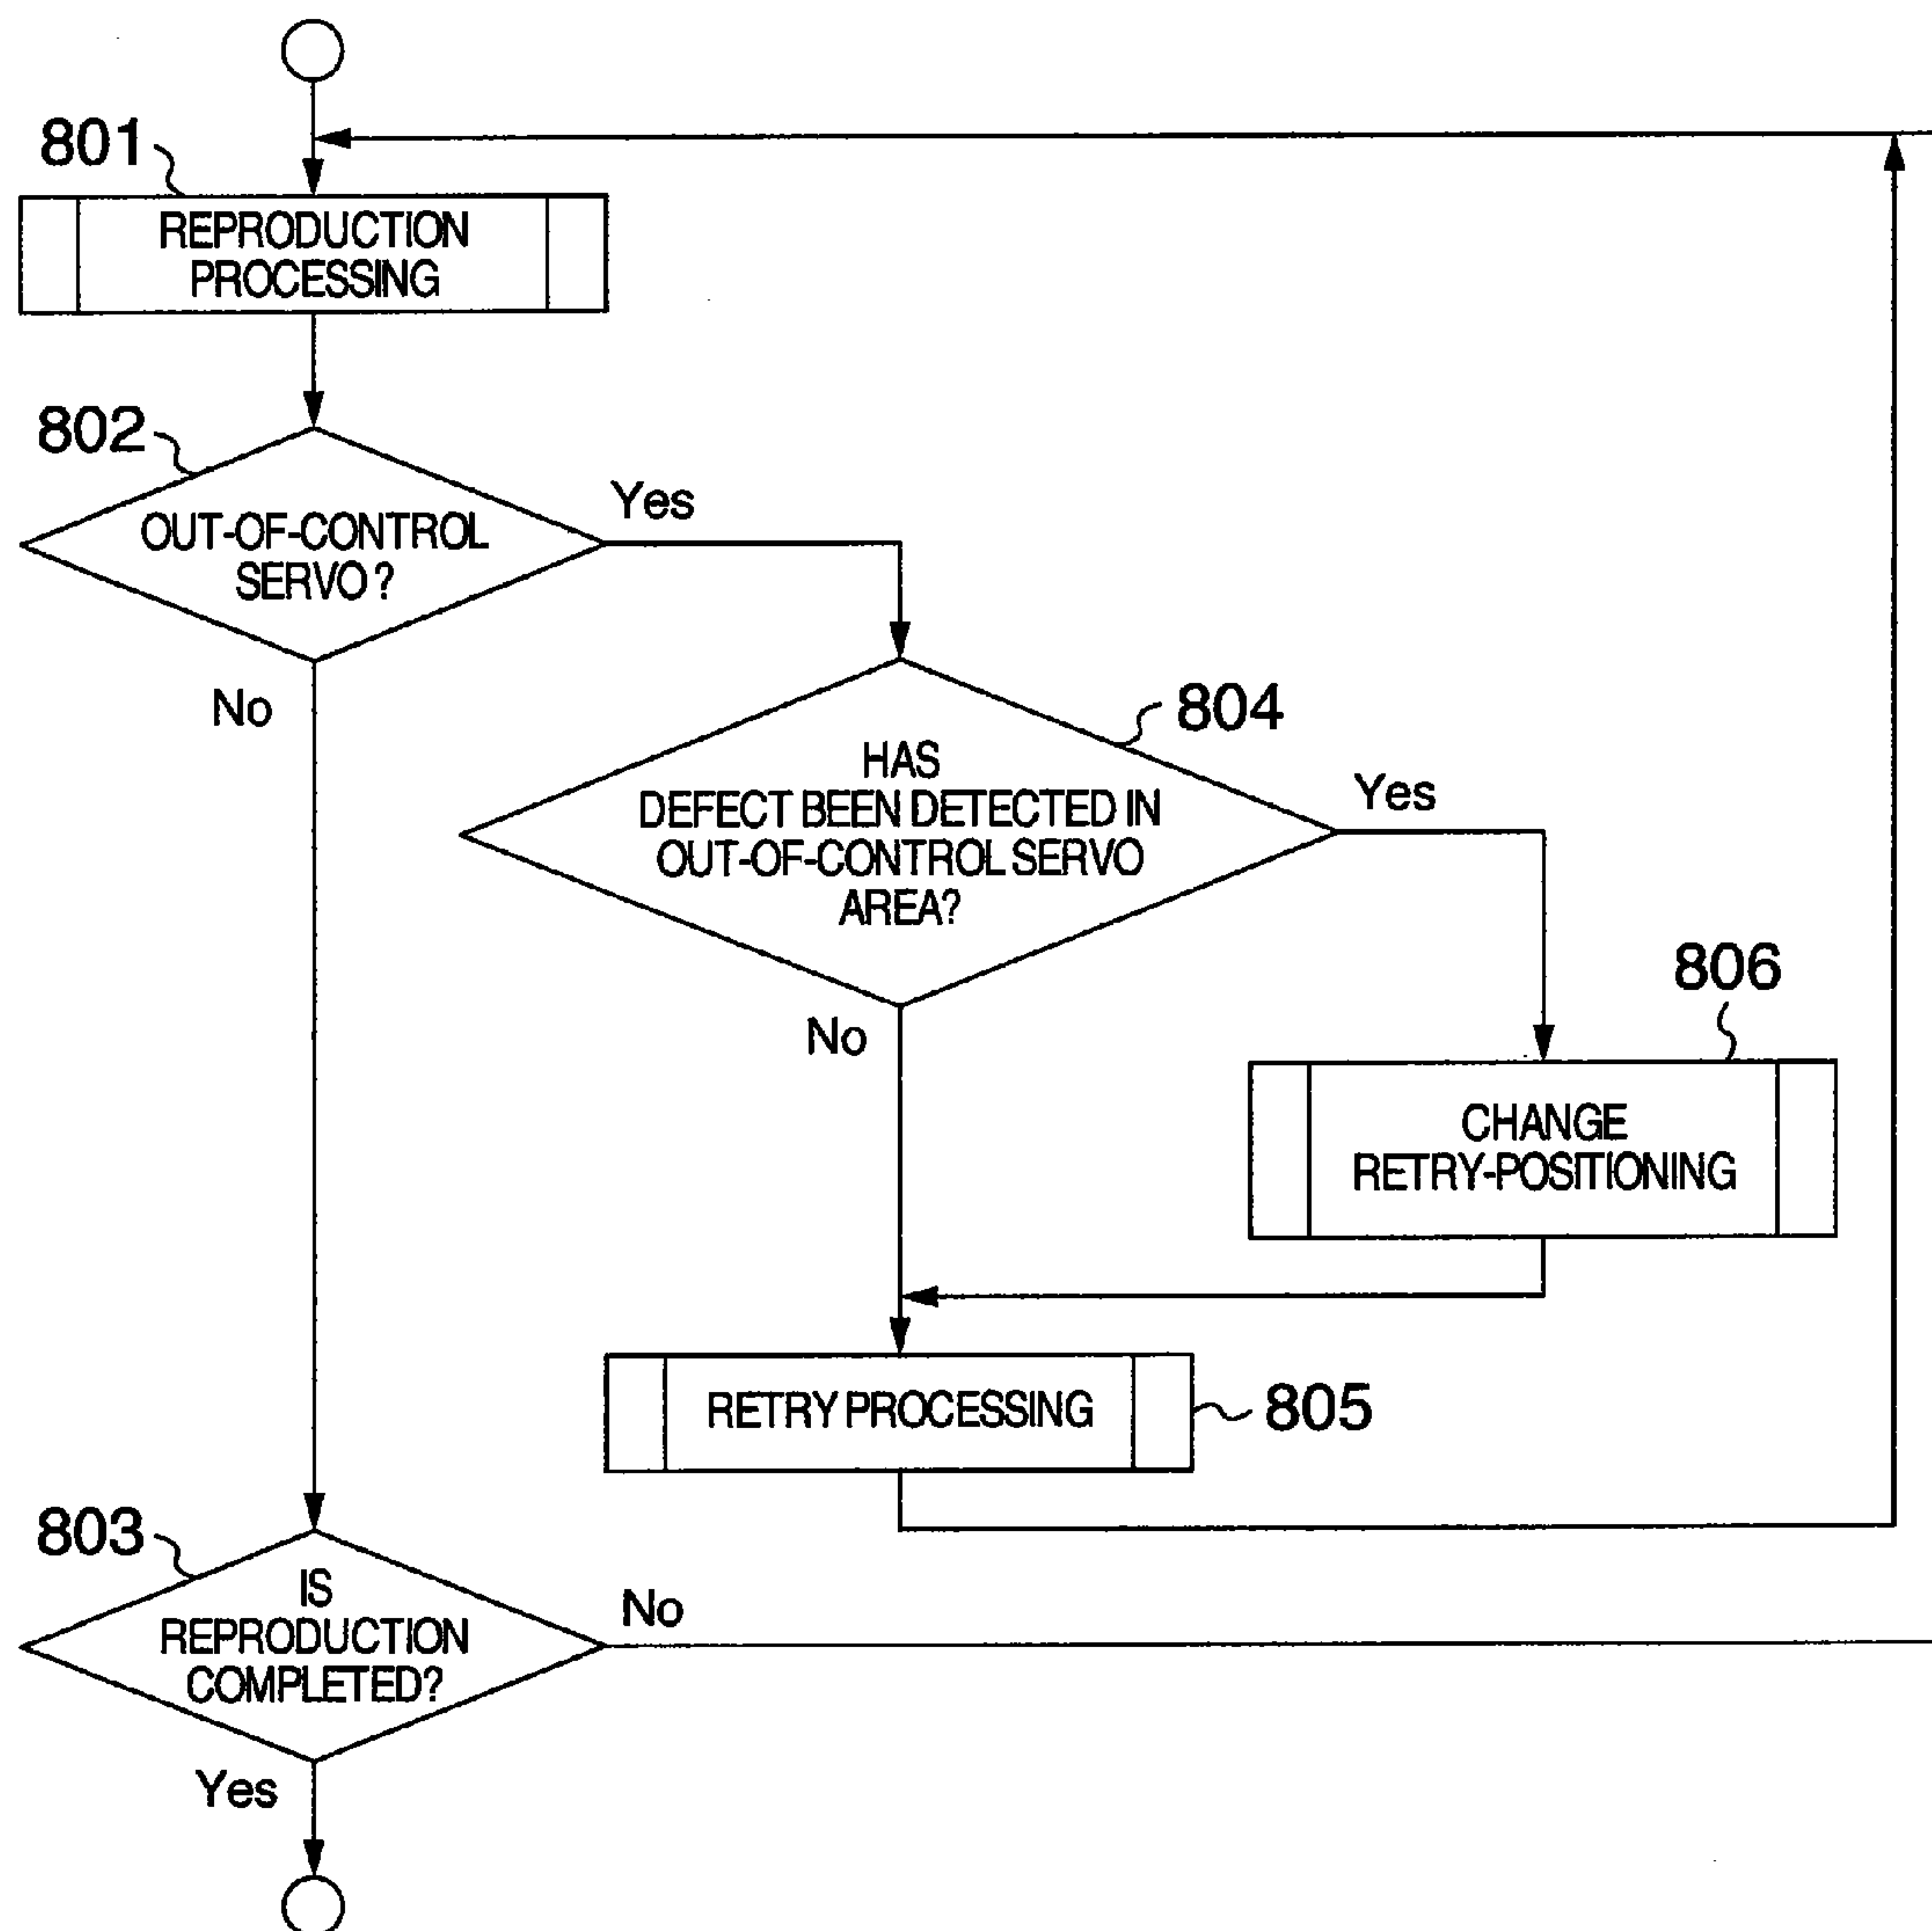 801
REPRODUCTION
PROCESSING
802
OUT-OF-CONTROL
SERVO?
Yes
No
804
HAS
DEFECT BEEN DETECTED IN
OUT-OF-CONTROL SERVO
AREA?
Yes
No
806
CHANGE
RETRY-POSITIONING
RETRY PROCESSING
805
803
IS
REPRODUCTION
COMPLETED?
No
Yes